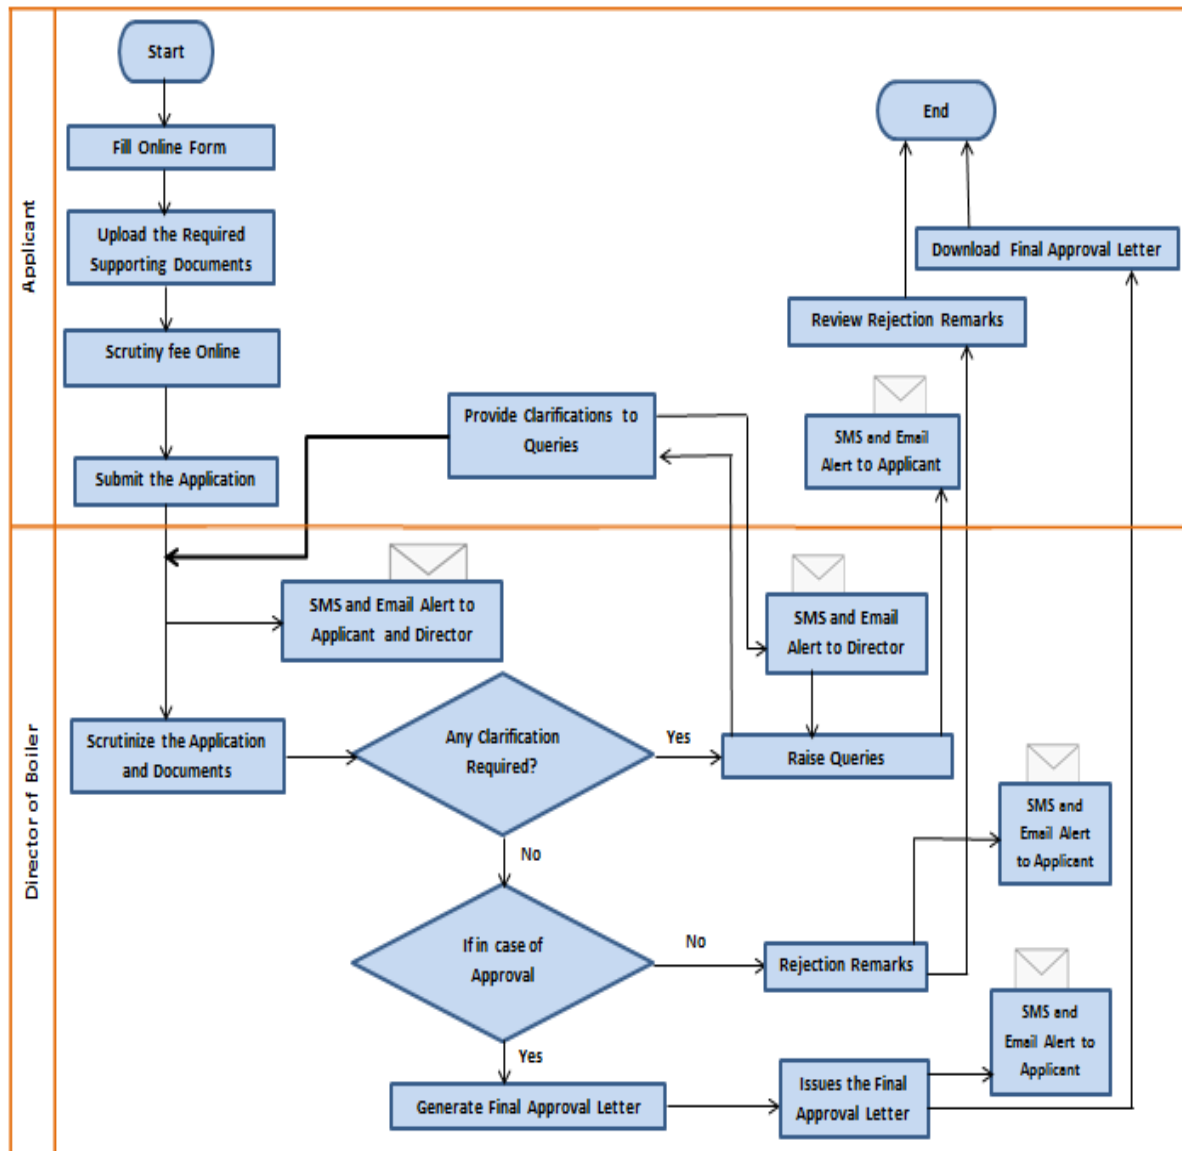 Applicant
Start
Fill Online Form
Upload the Required
Supporting Documents
Scrutiny fee Online
Submit the Application
Provide Clarifications to
Queries
End
Download Final Approval Letter
Review Rejection Remarks
SMS and Email
Alert to Applicant
Director of Boiler
SMS and Email Alert to
Applicant and Director
SMS and Email
Alert to Director
Scrutinize the Application
and Documents
Any Clarification
Required?
Yes
Raise Queries
No
SMS and
Email Alert
to Applicant
If in case of
Approval
No
Rejection Remarks
Yes
SMS and
Email Alert to
Applicant
Generate Final Approval Letter
Issues the Final
Approval Letter